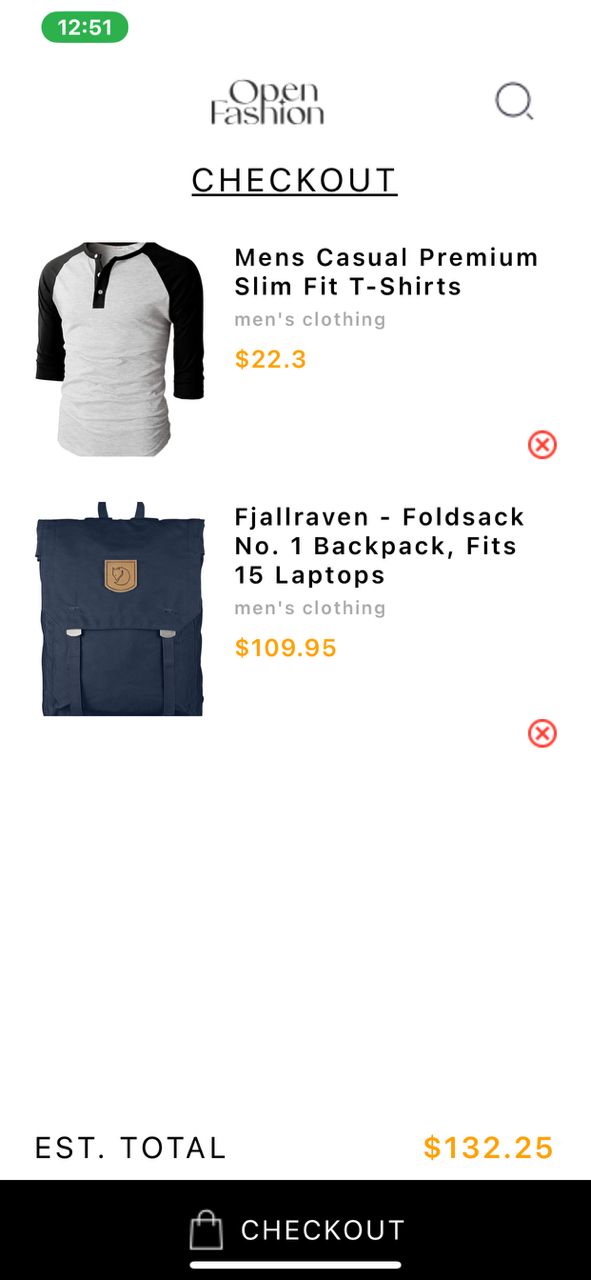 12:51
Open
Fashion
CHECKOUT
Mens Casual Premium
Slim Fit T-Shirts
men's clothing
$22.3
Fjallraven - Foldsack
No. 1 Backpack, Fits
15 Laptops
men's clothing
$109.95
EST. TOTAL
$132.25
CHECKOUT